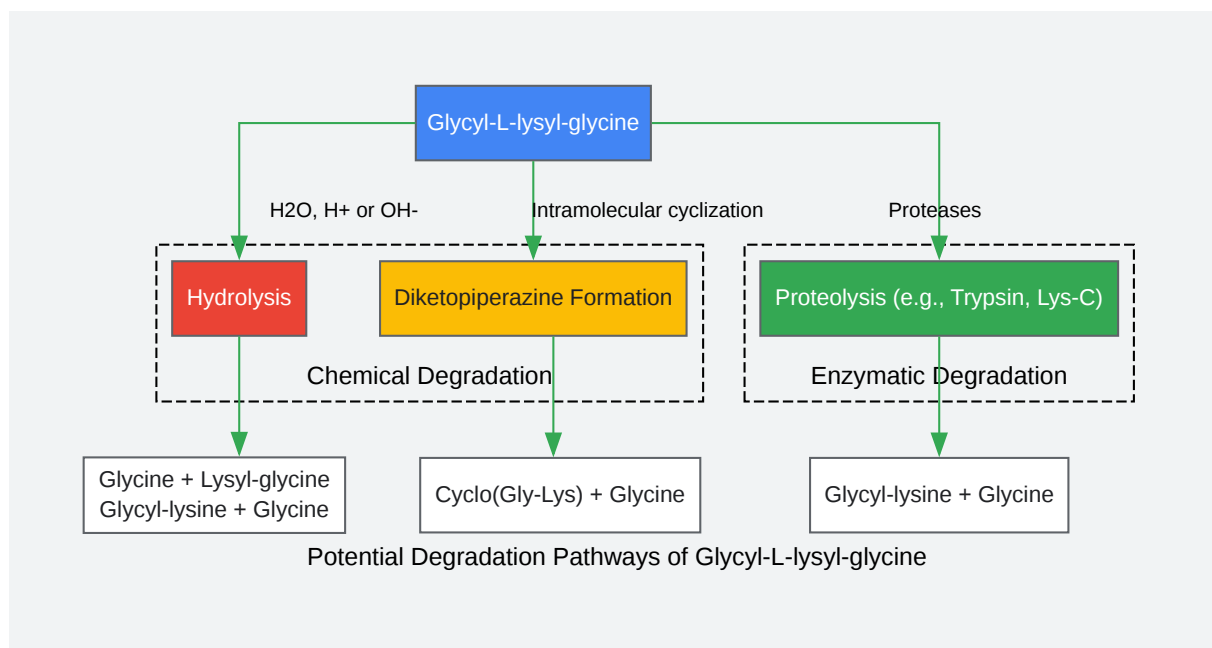 Glycyl-L-lysyl-glycine
H2O, H+ or OH-
Intramolecular cyclization
Proteases
Hydrolysis
Diketopiperazine Formation
Proteolysis (e.g., Trypsin, Lys-C)
Chemical Degradation
Enzymatic Degradation
Glycine + Lysyl-glycine
Glycyl-lysine + Glycine
Cyclo(Gly-Lys) + Glycine
Glycyl-lysine + Glycine
Potential Degradation Pathways of Glycyl-L-lysyl-glycine